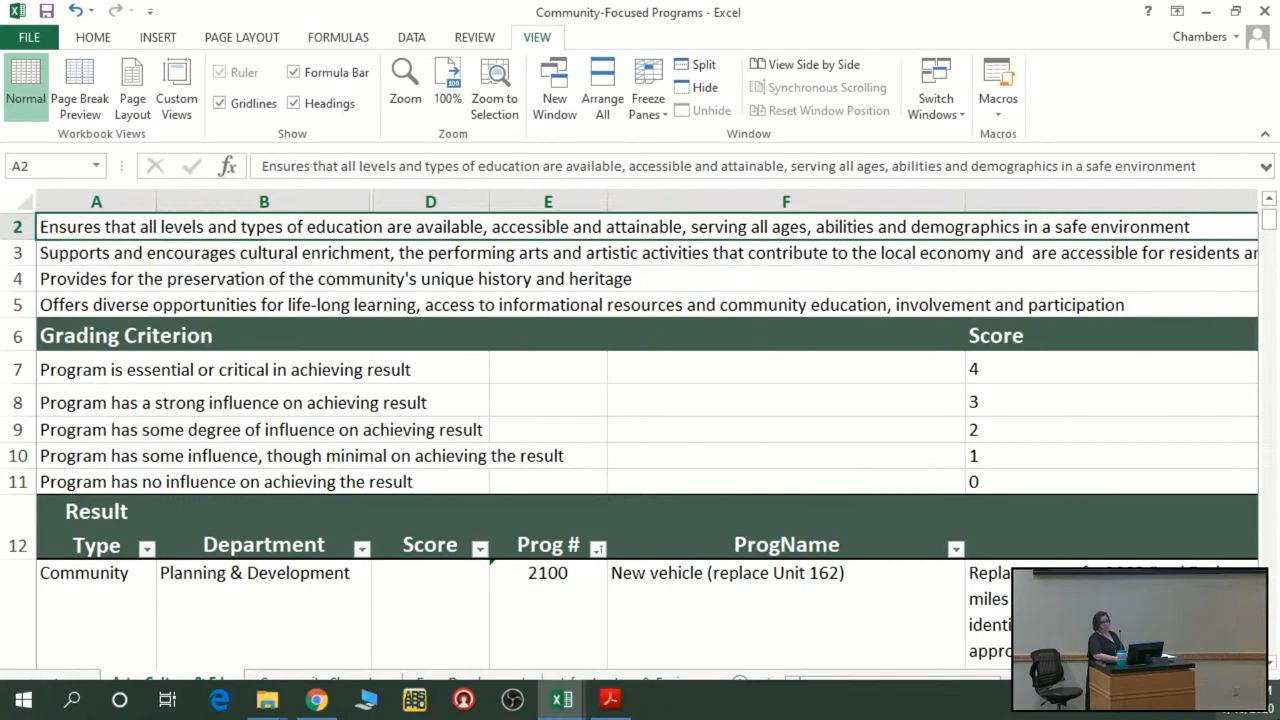 Community-Focused Programs - Excel
FILE HOME INSERT PAGE LAYOUT FORMULAS DATA REVIEW VIEW Chambers
Normal Page Break Preview Page Layout Custom Views
Ruler Formula Bar
Gridlines Headings
Zoom 100% Zoom to Selection
New Window Arrange All Freeze Panes
Split
Hide
Unhide
View Side by Side
Synchronous Scrolling
Reset Window Position
Switch Windows Macros
Workbook Views Show Zoom Window Macros
A2 fx Ensures that all levels and types of education are available, accessible and attainable, serving all ages, abilities and demographics in a safe environment
A B D E F
2 Ensures that all levels and types of education are available, accessible and attainable, serving all ages, abilities and demographics in a safe environment
3 Supports and encourages cultural enrichment, the performing arts and artistic activities that contribute to the local economy and are accessible for residents
4 Provides for the preservation of the community's unique history and heritage
5 Offers diverse opportunities for life-long learning, access to informational resources and community education, involvement and participation
6 Grading Criterion Score
7 Program is essential or critical in achieving result 4
8 Program has a strong influence on achieving result 3
9 Program has some degree of influence on achieving result 2
10 Program has some influence, though minimal on achieving the result 1
11 Program has no influence on achieving the result 0
12 Result Type Department Score Prog # ProgName
Community Planning & Development 2100 New vehicle (replace Unit 162)
miles